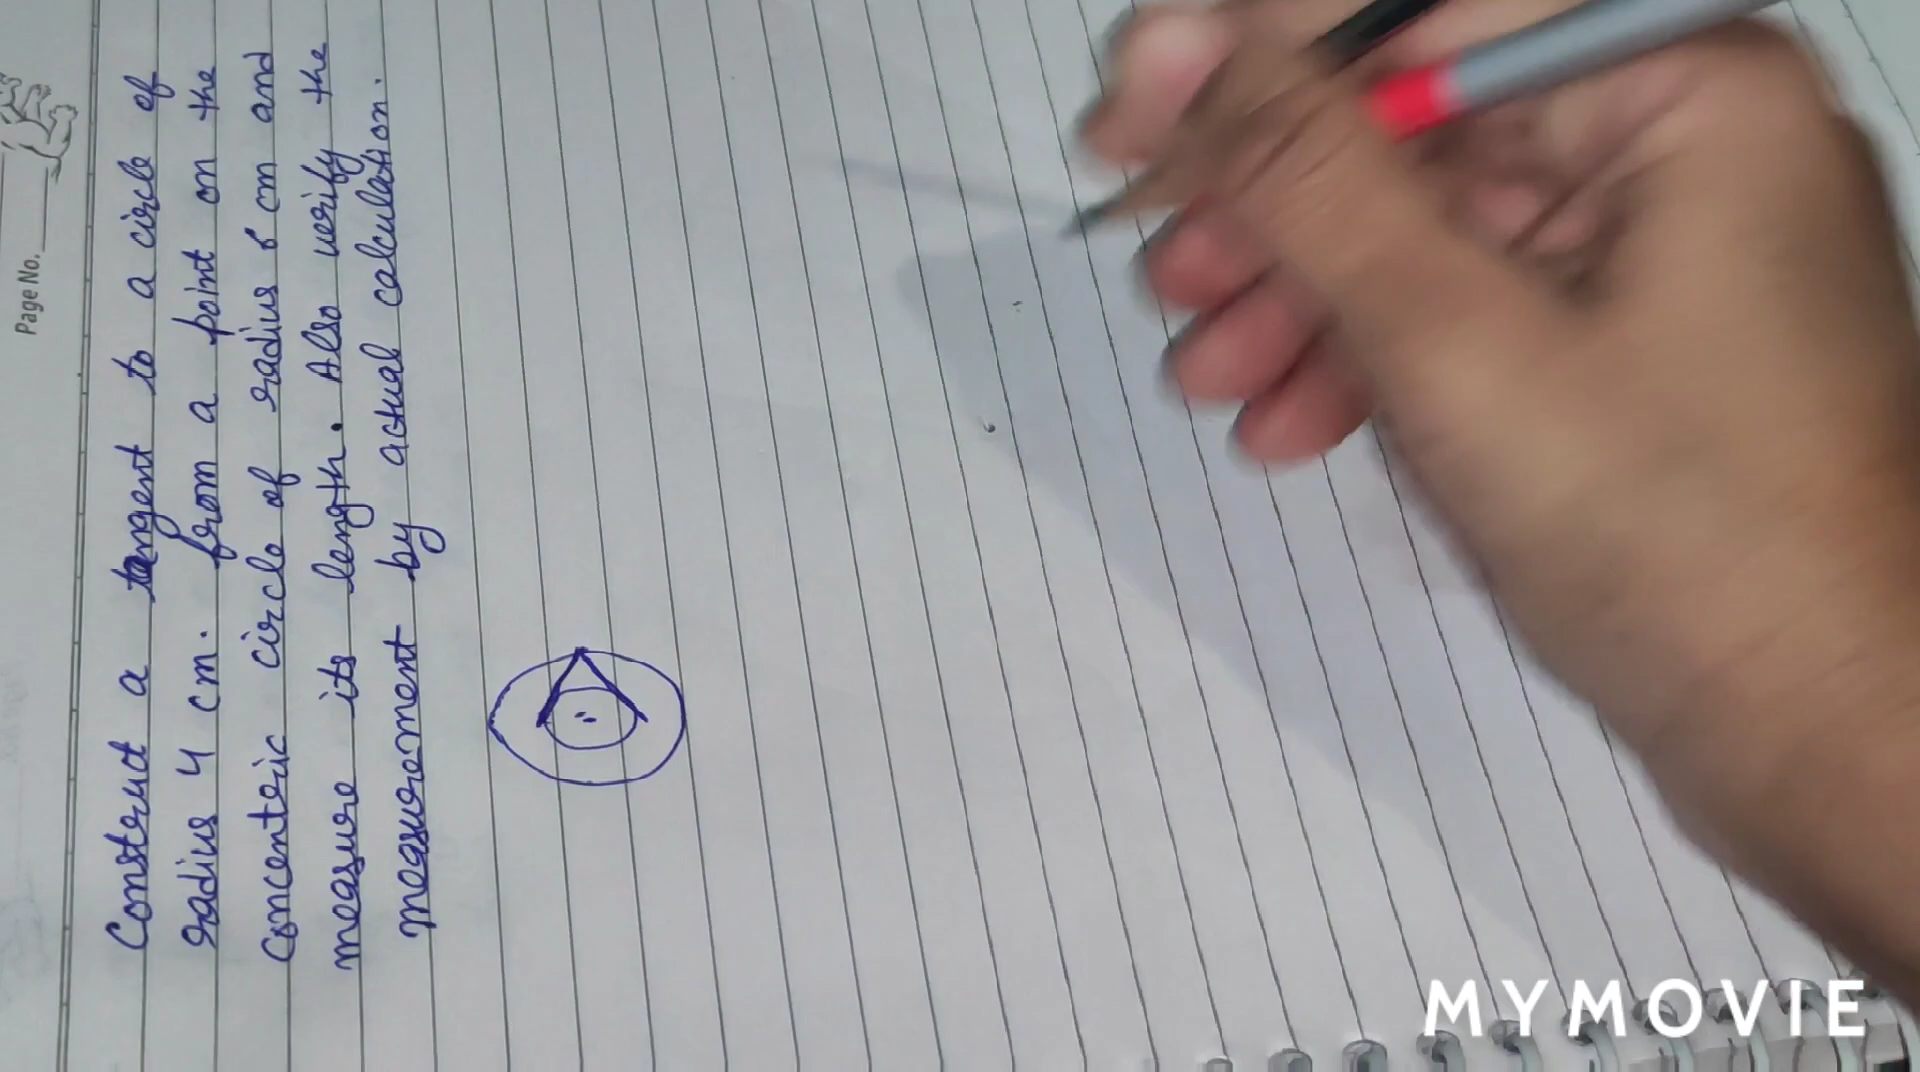 Page No.
Construct a tangent to a circle of
radius 4 cm. from a point on the
concentric circle of radius 6 cm and
measure its length. Also verify the
measurement by actual calculation.
MYMOVIE